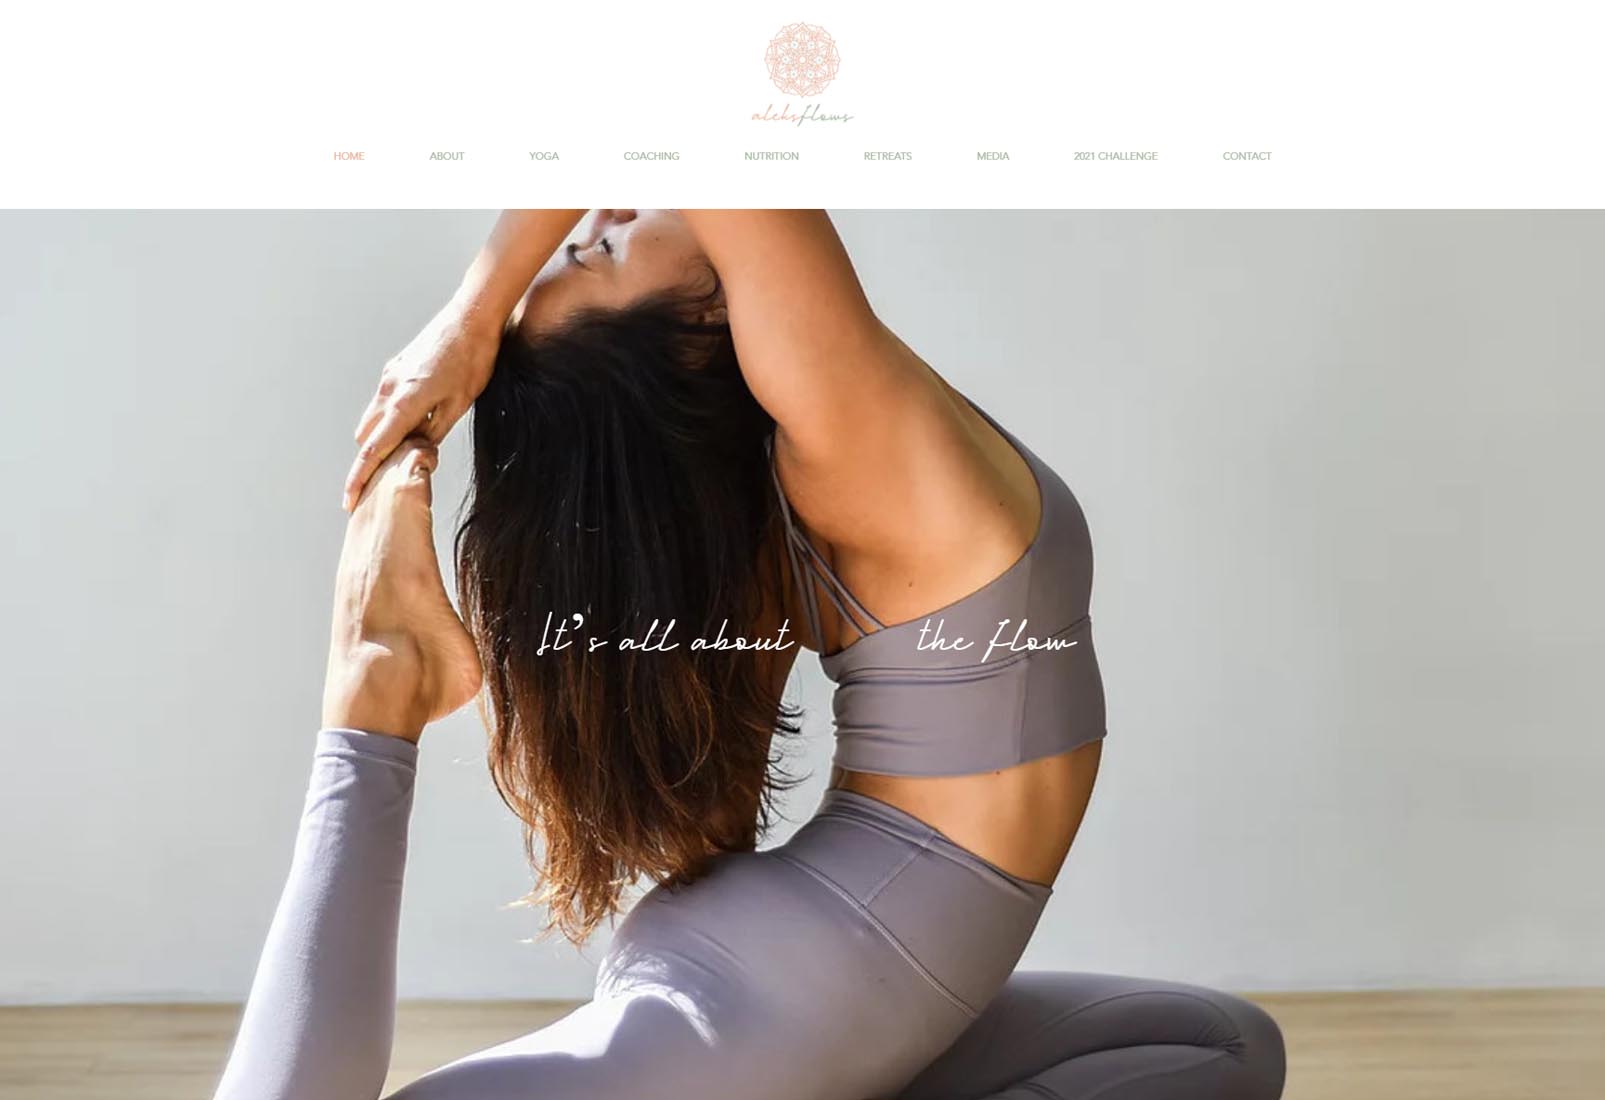 aleksflows
HOME ABOUT YOGA COACHING NUTRITION RETREATS MEDIA 2021 CHALLENGE CONTACT
It's all about the flow